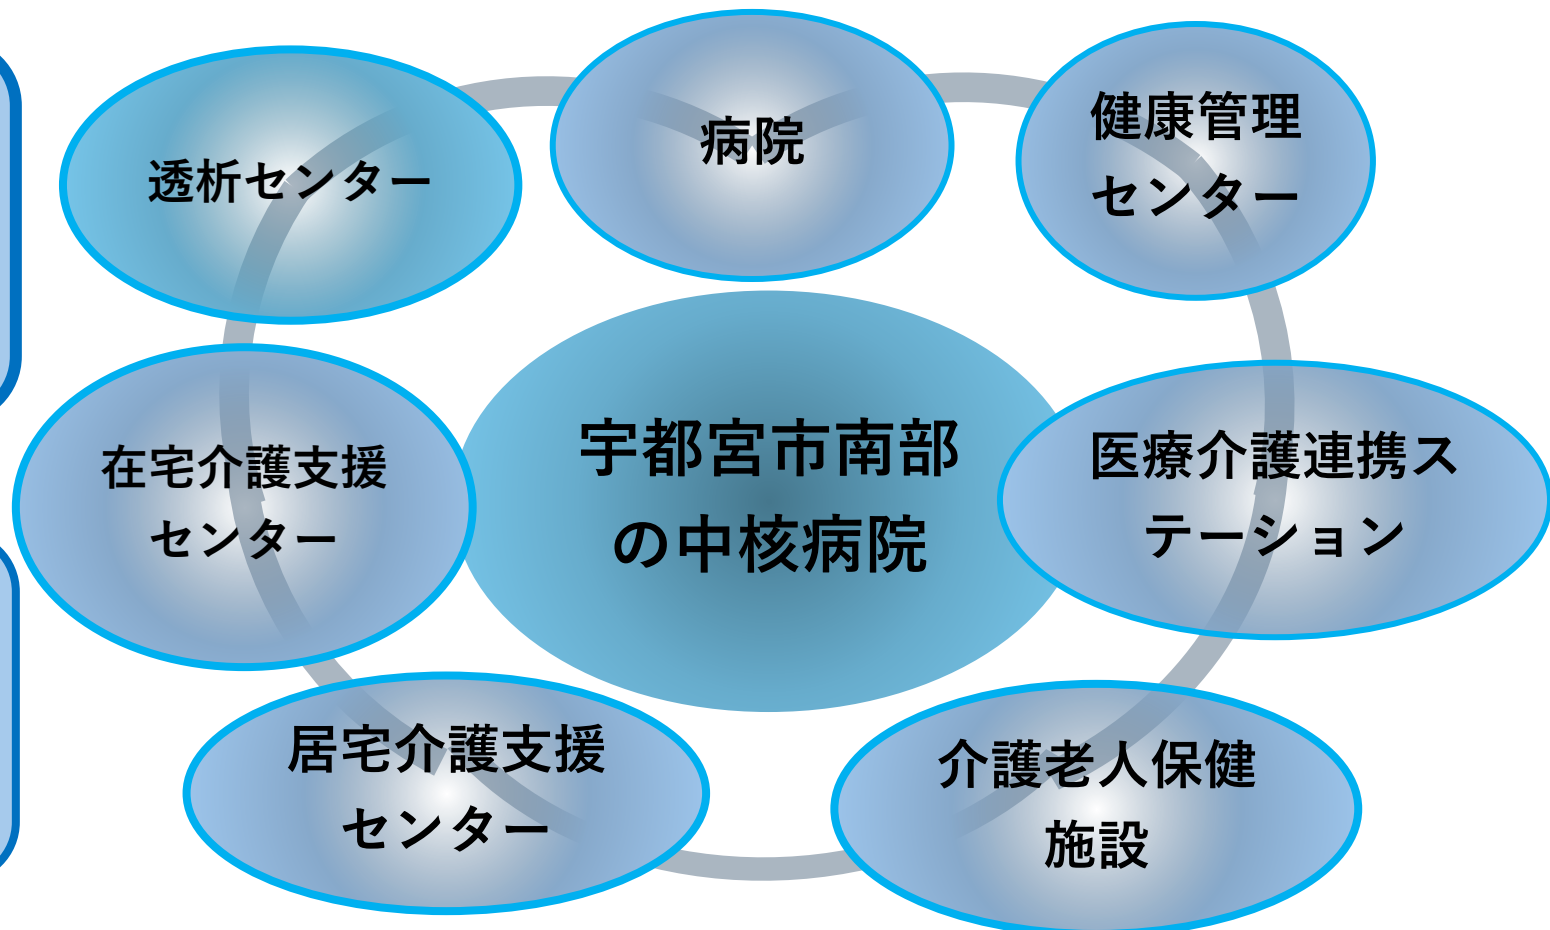 病院
健康管理
センター
透析センター
宇都宮市南部
の中核病院
医療介護連携ス
テーション
在宅介護支援
センター
居宅介護支援
センター
介護老人保健
施設